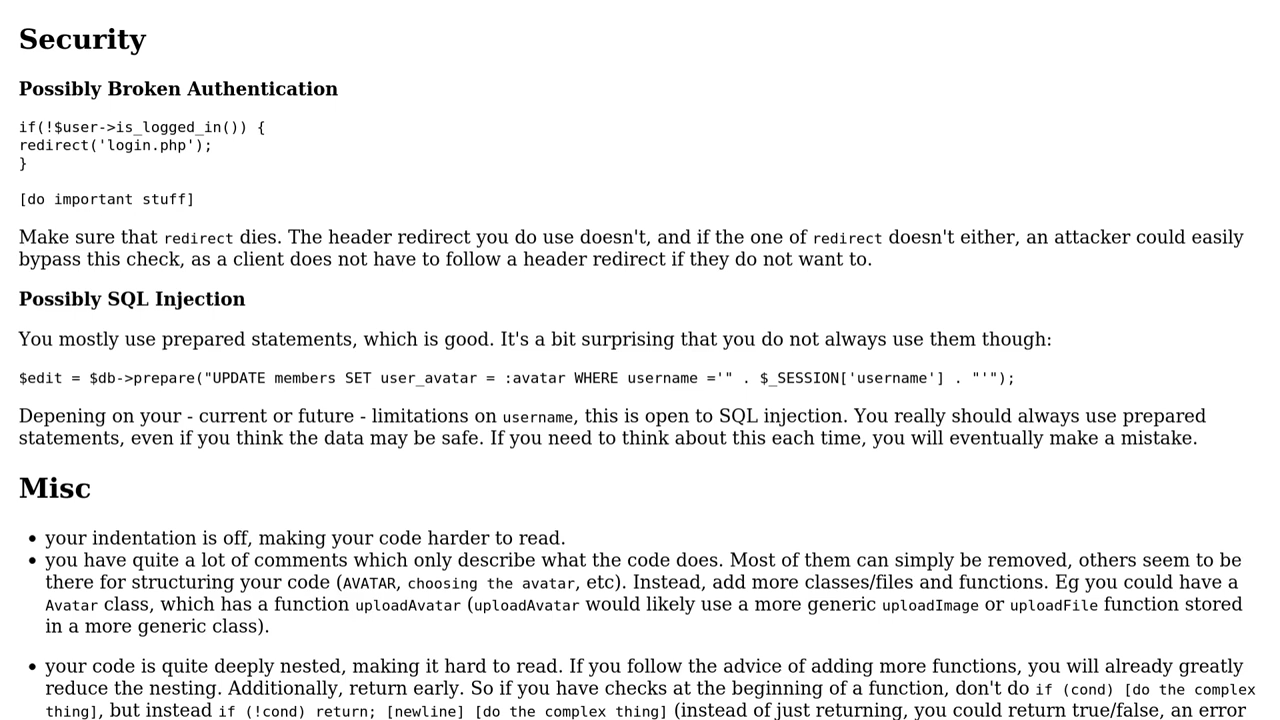 Security
Possibly Broken Authentication
if(!$user->is_logged_in()) {
redirect('login.php');
}
[do important stuff]
Make sure that redirect dies. The header redirect you do use doesn't, and if the one of redirect doesn't either, an attacker could easily
bypass this check, as a client does not have to follow a header redirect if they do not want to.
Possibly SQL Injection
You mostly use prepared statements, which is good. It's a bit surprising that you do not always use them though:
$edit = $db->prepare("UPDATE members SET user_avatar = :avatar WHERE username ='" . $_SESSION['username'] . "'");
Depening on your - current or future - limitations on username, this is open to SQL injection. You really should always use prepared
statements, even if you think the data may be safe. If you need to think about this each time, you will eventually make a mistake.
Misc
• your indentation is off, making your code harder to read.
• you have quite a lot of comments which only describe what the code does. Most of them can simply be removed, others seem to be
there for structuring your code (AVATAR, choosing the avatar, etc). Instead, add more classes/files and functions. Eg you could have a
Avatar class, which has a function uploadAvatar (uploadAvatar would likely use a more generic uploadImage or uploadFile function stored
in a more generic class).
• your code is quite deeply nested, making it hard to read. If you follow the advice of adding more functions, you will already greatly
reduce the nesting. Additionally, return early. So if you have checks at the beginning of a function, don't do if (cond) [do the complex
thing], but instead if (!cond) return; [newline] [do the complex thing] (instead of just returning, you could return true/false, an error